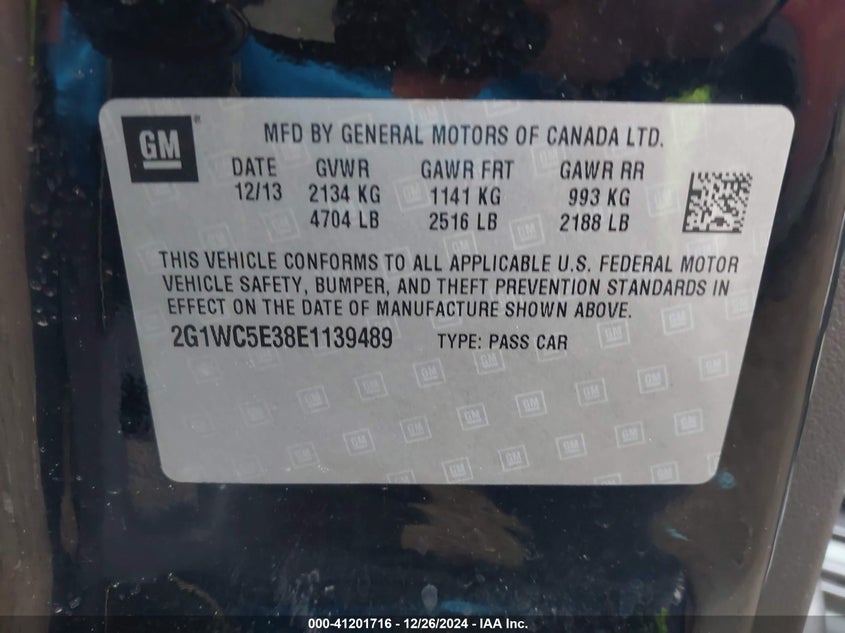 GM
MFD BY GENERAL MOTORS OF CANADA LTD.
DATE GVWR GAWR FRT GAWR RR
12/13 2134 KG 1141 KG 993 KG
4704 LB 2516 LB 2188 LB
THIS VEHICLE CONFORMS TO ALL APPLICABLE U.S. FEDERAL MOTOR
VEHICLE SAFETY, BUMPER, AND THEFT PREVENTION STANDARDS IN
EFFECT ON THE DATE OF MANUFACTURE SHOWN ABOVE.
2G1WC5E38E1139489 TYPE: PASS CAR
000-41201716 - 12/26/2024 - IAA Inc.